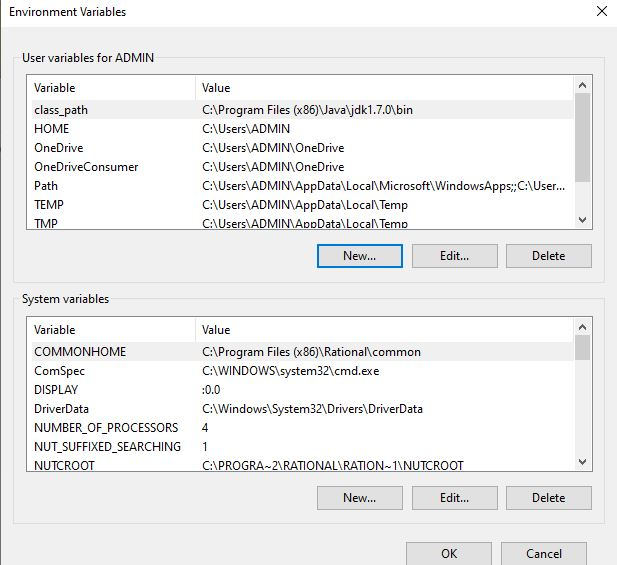 Environment Variables
User variables for ADMIN
Variable Value
class_path C:\Program Files (x86)\Java\jdk1.7.0\bin
HOME C:\Users\ADMIN
OneDrive C:\Users\ADMIN\OneDrive
OneDriveConsumer C:\Users\ADMIN\OneDrive
Path C:\Users\ADMIN\AppData\Local\Microsoft\WindowsApps;;C:\User...
TEMP C:\Users\ADMIN\AppData\Local\Temp
TMP C:\Users\ADMIN\AppData\Local\Temp
New... Edit... Delete
System variables
Variable Value
COMMONHOME C:\Program Files (x86)\Rational\common
ComSpec C:\WINDOWS\system32\cmd.exe
DISPLAY :0.0
DriverData C:\Windows\System32\Drivers\DriverData
NUMBER_OF_PROCESSORS 4
NUT_SUFFIXED_SEARCHING 1
NUTCROOT C:\PROGRA~2\RATIONAL\RATION~1\NUTCROOT
New... Edit... Delete
OK Cancel